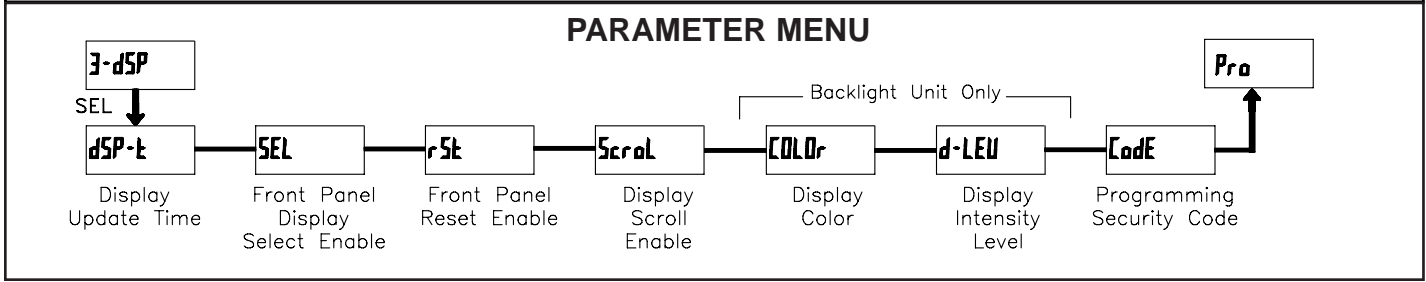 PARAMETER MENU
3-dSP
Pro
SEL
Backlight Unit Only
dSP-t
SEL
rSt
ScroL
COLOr
d-LEV
CodE
Display
Update Time
Front Panel
Display
Select Enable
Front Panel
Reset Enable
Display
Scroll
Enable
Display
Color
Display
Intensity
Level
Programming
Security Code